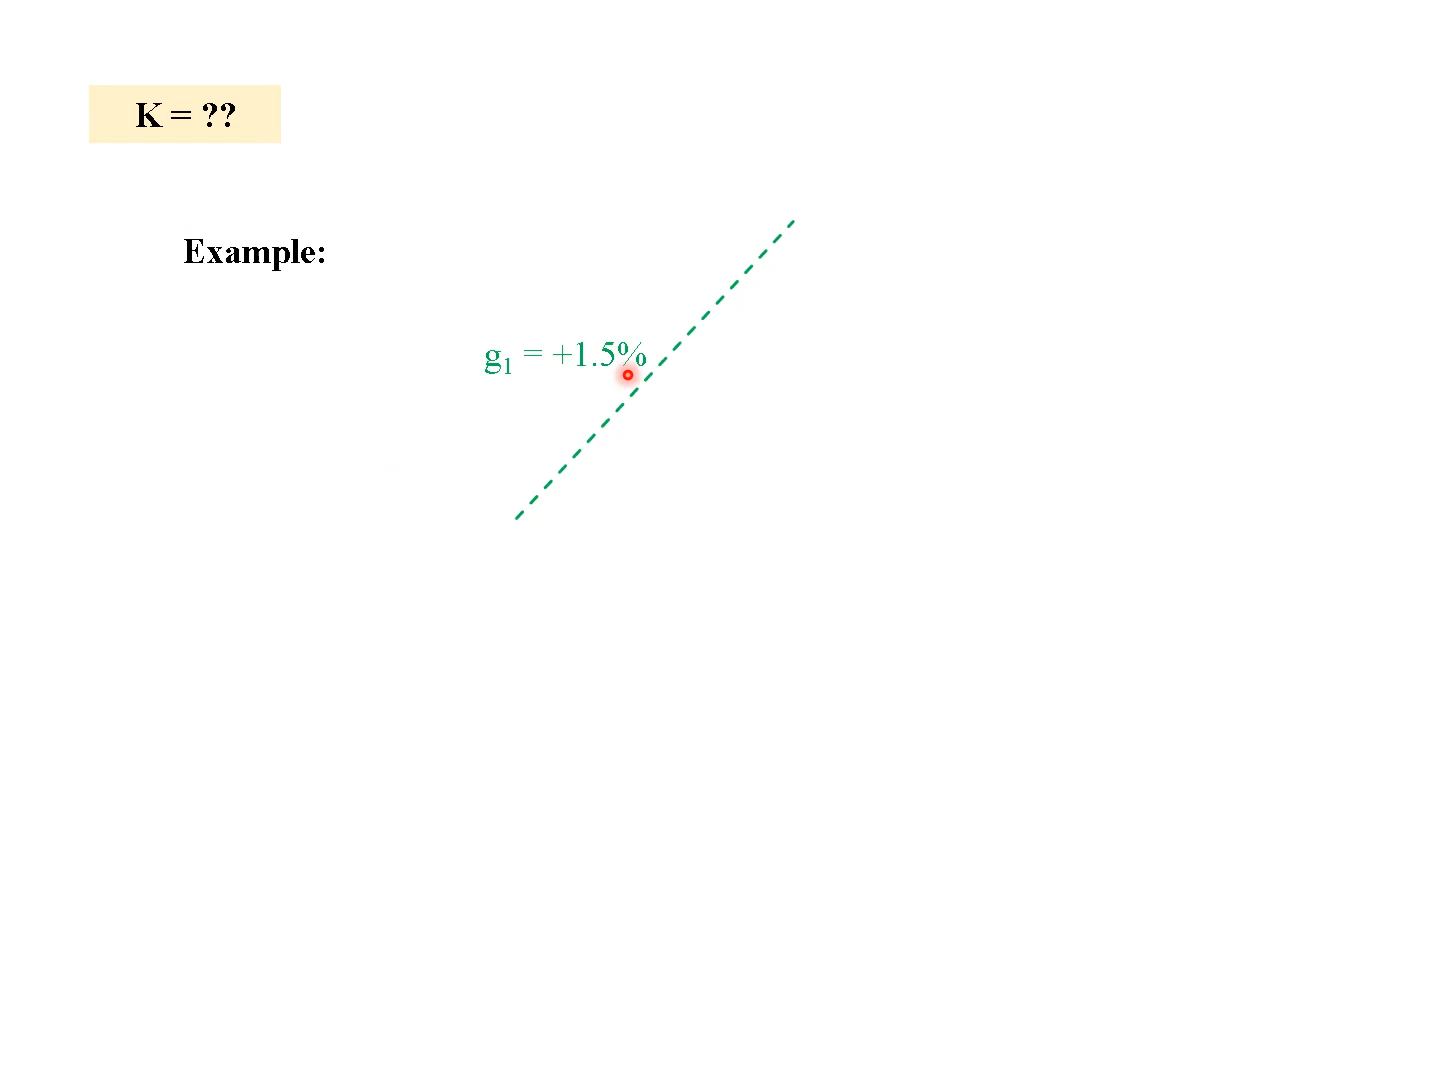 K = ??
Example:
g₁ = +1.5%